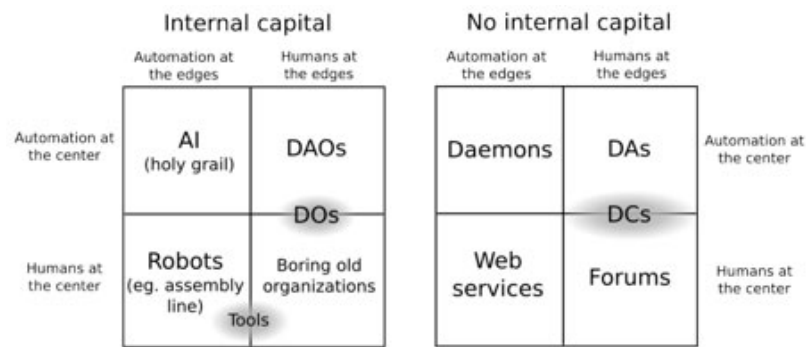 Internal capital
No internal capital
Automation at
the edges
Humans at
the edges
Automation at
the edges
Humans at
the edges
Automation at
the center
AI
(holy grail)
DAOs
Daemons
DAs
Automation at
the center
DOs
DCs
Humans at
the center
Robots
(eg. assembly
line)
Boring old
organizations
Tools
Web
services
Forums
Humans at
the center